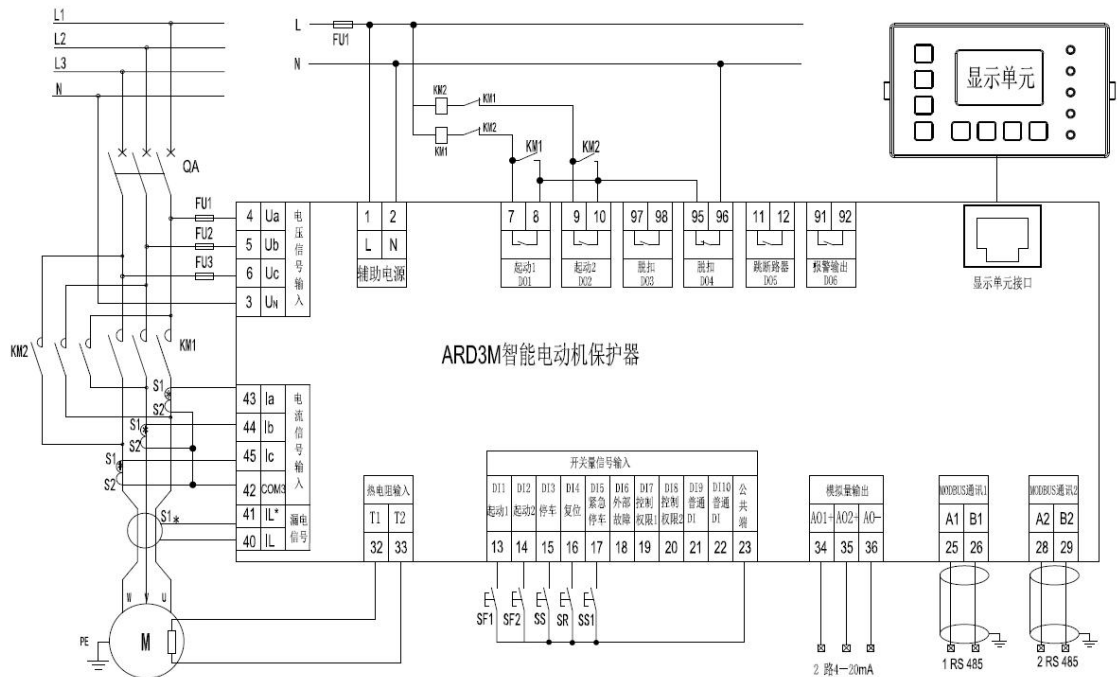 L1
L2
L3
N
QA
FU1
FU2
FU3
KM2
KM1
L
FU1
N
KM2
KM1
KM1
KM2
KM1
KM2
显示单元
4 Ua
5 Ub
6 Uc
3 UN
电压信号输入
1 2
L N
辅助电源
7 8
起动1
DO1
9 10
起动2
DO2
97 98
脱扣
DO3
95 96
脱扣
DO4
11 12
跳断路器
DO5
91 92
报警输出
DO6
显示单元接口
ARD3M智能电动机保护器
S1*
S2
S1*
S2
S1*
S2
S1*
43 Ia
44 Ib
45 Ic
42 COM3
电流信号输入
41 IL*
40 IL
漏电信号
热电阻输入
T1 T2
32 33
开关量信号输入
DI1 起动1
DI2 起动2
DI3 停车
DI4 复位
DI5 紧急停车
DI6 外部故障
DI7 控制权限1
DI8 控制权限2
DI9 普通DI
DI10 普通DI
公共端
13 14 15 16 17 18 19 20 21 22 23
SF1 SF2 SS SR SS1
模拟量输出
AO1+ AO2+ AO-
34 35 36
2 路4—20mA
MODBUS通讯1
A1 B1
25 26
1 RS 485
MODBUS通讯2
A2 B2
28 29
2 RS 485
W V U
M
PE